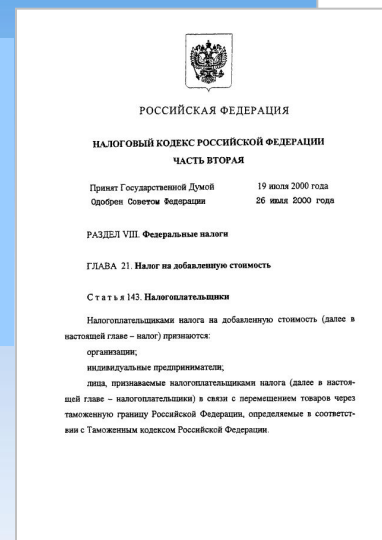 РОССИЙСКАЯ ФЕДЕРАЦИЯ
НАЛОГОВЫЙ КОДЕКС РОССИЙСКОЙ ФЕДЕРАЦИИ
ЧАСТЬ ВТОРАЯ
Принят Государственной Думой 19 июля 2000 года
Одобрен Советом Федерации 26 июля 2000 года
РАЗДЕЛ VIII. Федеральные налоги
ГЛАВА 21. Налог на добавленную стоимость
Статья 143. Налогоплательщики
Налогоплательщиками налога на добавленную стоимость (далее в
настоящей главе – налог) признаются:
организации;
индивидуальные предприниматели;
лица, признаваемые налогоплательщиками налога (далее в настоя-
щей главе – налогоплательщики) в связи с перемещением товаров через
таможенную границу Российской Федерации, определяемые в соответст-
вии с Таможенным кодексом Российской Федерации.